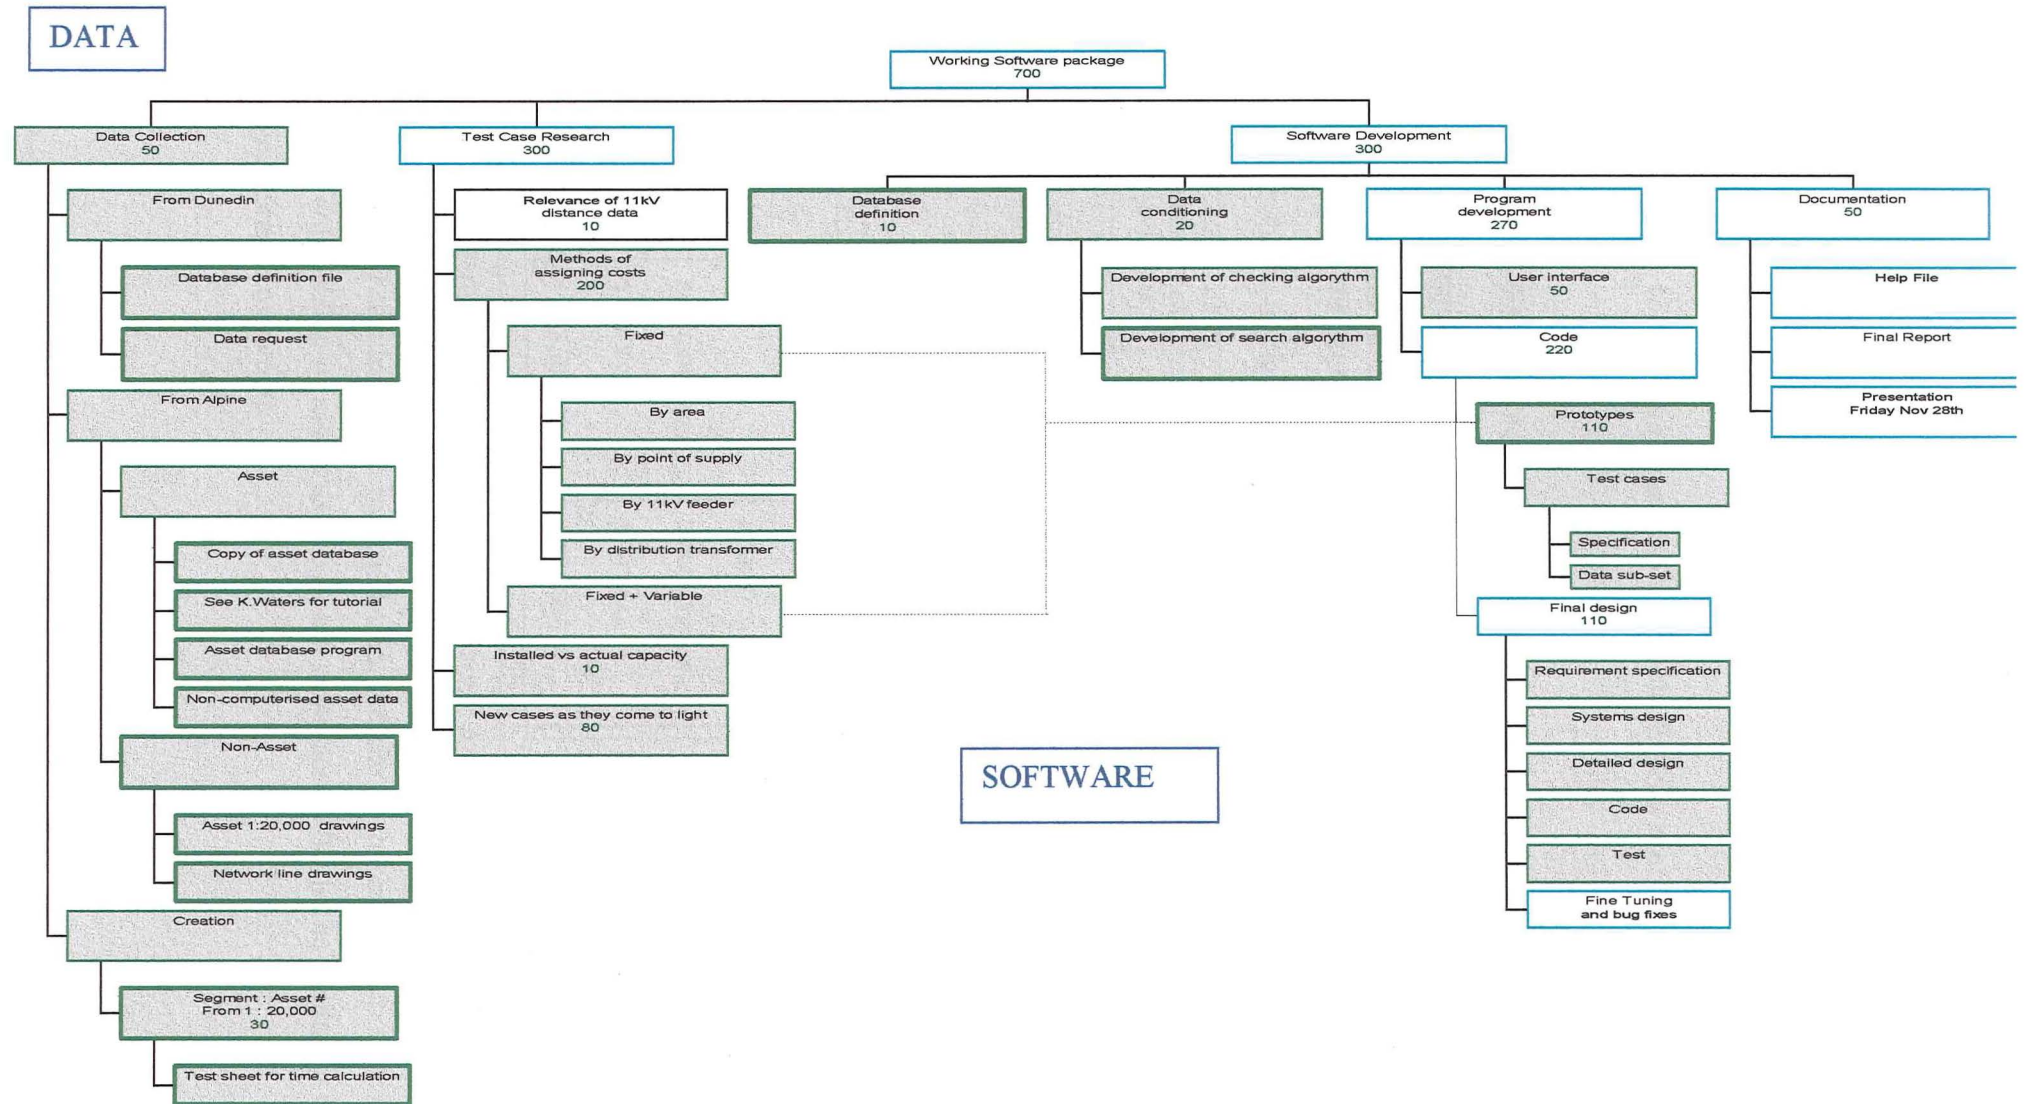 DATA
Working Software package
700
Data Collection
50
From Dunedin
Database definition file
Data request
From Alpine
Asset
Copy of asset database
See K.Waters for tutorial
Asset database program
Non-computerised asset data
Non-Asset
Asset 1:20,000 drawings
Network line drawings
Creation
Segment : Asset #
From 1 : 20,000
30
Test sheet for time calculation
Test Case Research
300
Relevance of 11kV
distance data
10
Methods of
assigning costs
200
Fixed
By area
By point of supply
By 11kV feeder
By distribution transformer
Fixed + Variable
Installed vs actual capacity
10
New cases as they come to light
80
Software Development
300
Database
definition
10
Data
conditioning
20
Development of checking algorythm
Development of search algorythm
Program
development
270
User interface
50
Code
220
Prototypes
110
Test cases
Specification
Data sub-set
Final design
110
Requirement specification
Systems design
Detailed design
Code
Test
Fine Tuning
and bug fixes
Documentation
50
Help File
Final Report
Presentation
Friday Nov 28th
SOFTWARE